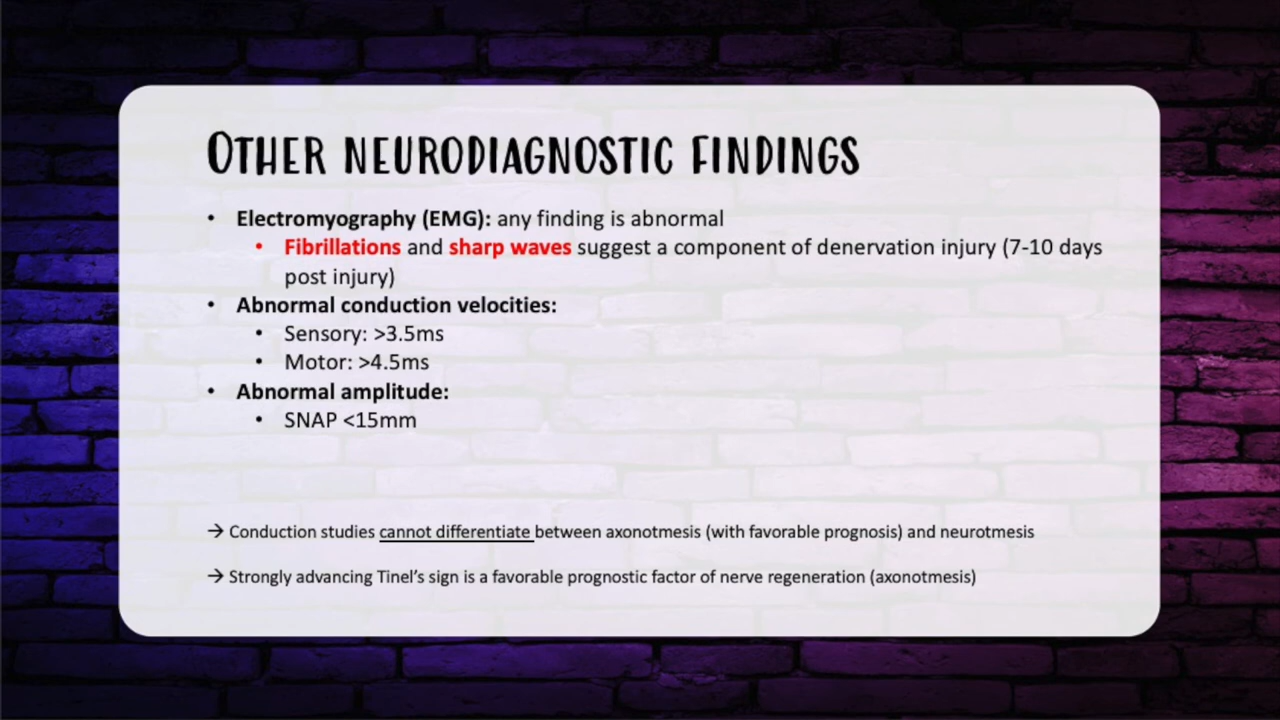 OTHER NEURODIAGNOSTIC FINDINGS
• Electromyography (EMG): any finding is abnormal
• Fibrillations and sharp waves suggest a component of denervation injury (7-10 days
post injury)
• Abnormal conduction velocities:
• Sensory: >3.5ms
• Motor: >4.5ms
• Abnormal amplitude:
• SNAP <15mm
→ Conduction studies cannot differentiate between axonotmesis (with favorable prognosis) and neurotmesis
→ Strongly advancing Tinel’s sign is a favorable prognostic factor of nerve regeneration (axonotmesis)